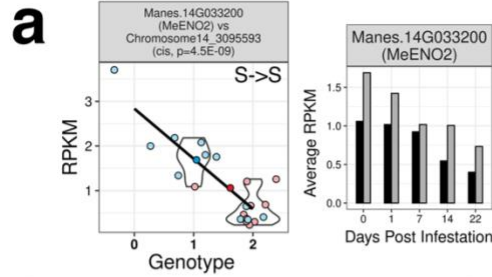 a
Manes.14G033200
(MeENO2) vs
Chromosome14_3095593
(cis, p=4.5E-09)
S->S
RPKM
3
2
1
0 1 2
Genotype
Manes.14G033200
(MeENO2)
Average RPKM
1.5
1.0
0.5
0.0
0 1 7 14 22
Days Post Infestation